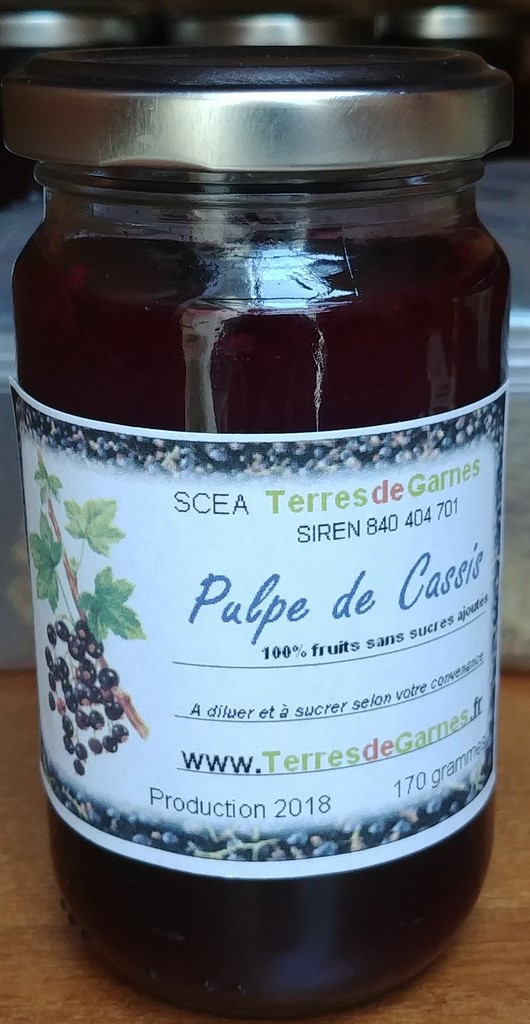 SCEA TerresdeGarnes
SIREN 840 404 701
Pulpe de Cassis
100% fruits sans sucres ajoutés
A diluer et à sucrer selon votre convenance
www.TerresdeGarnes.fr
Production 2018 170 grammes